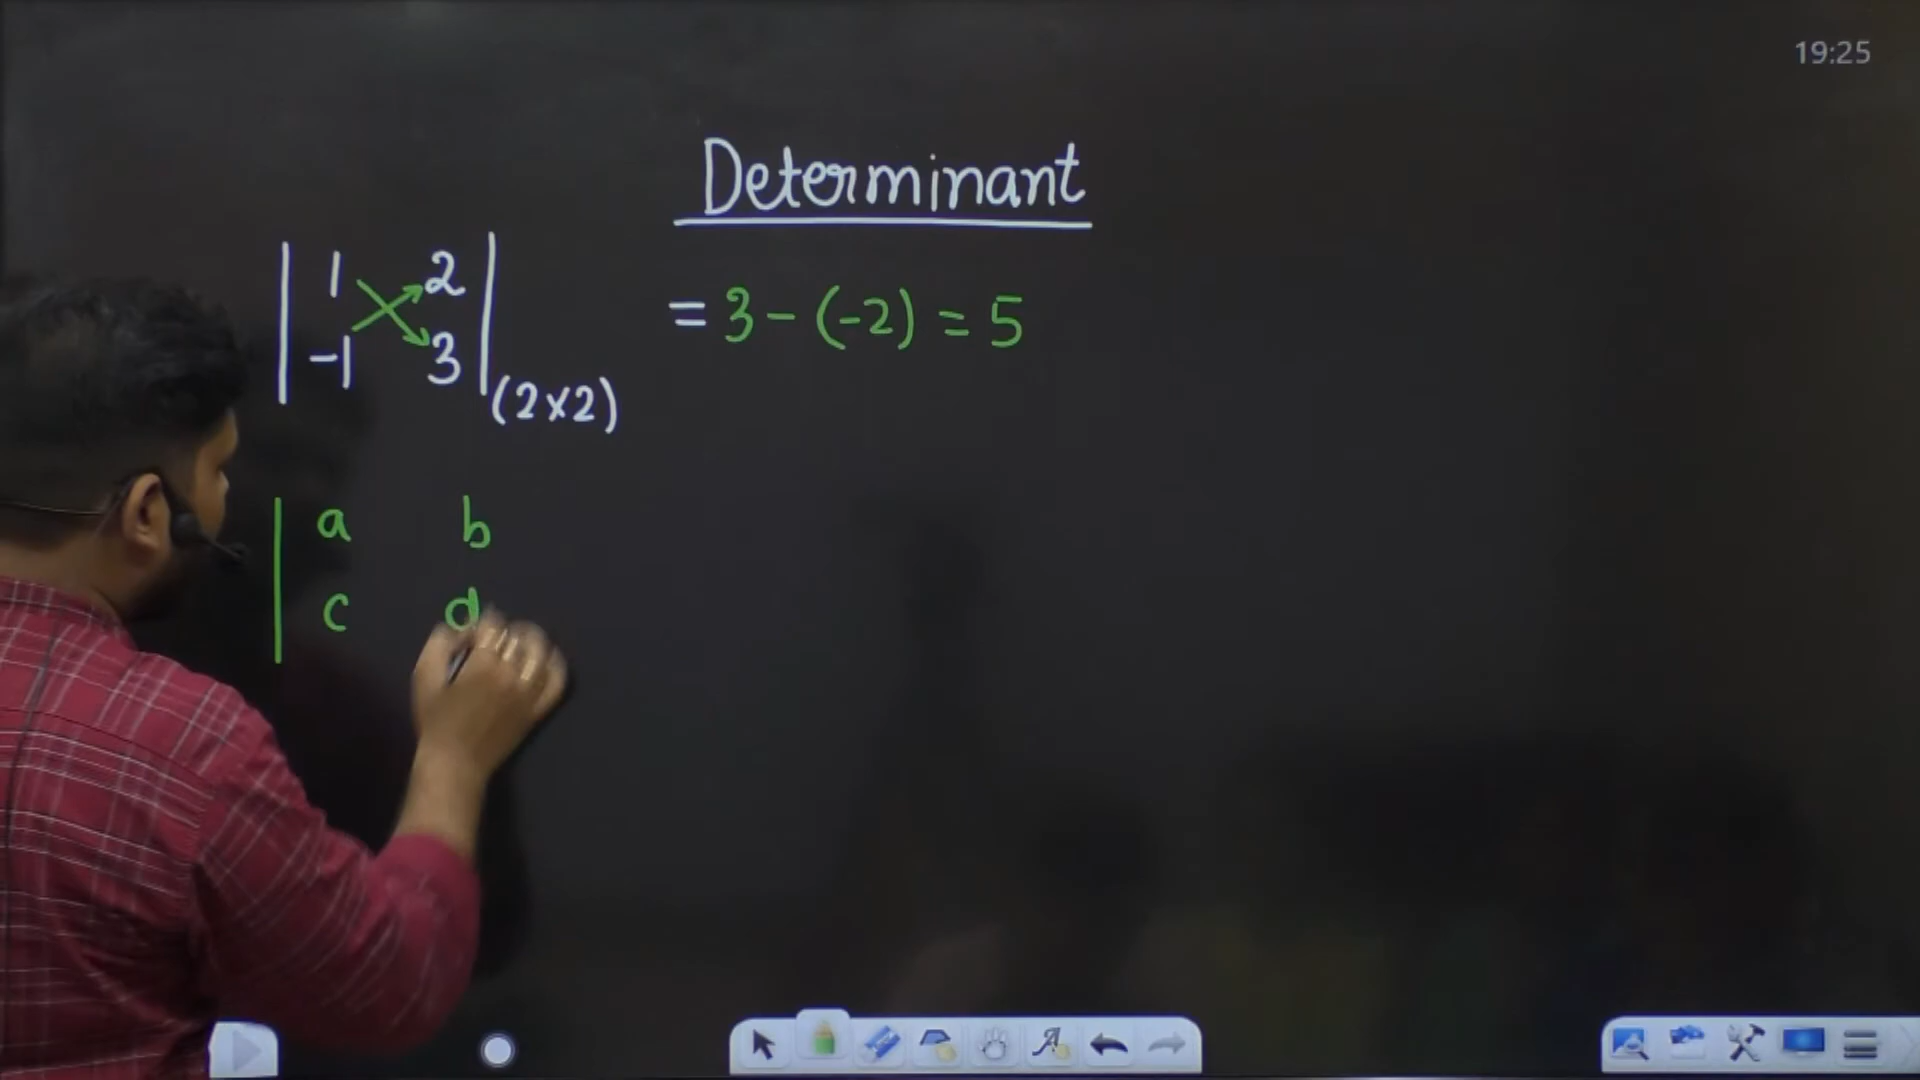 19:25
Determinant
| 1 2 |
| -1 3 | (2×2)
= 3 - (-2) = 5
| a b
| c d